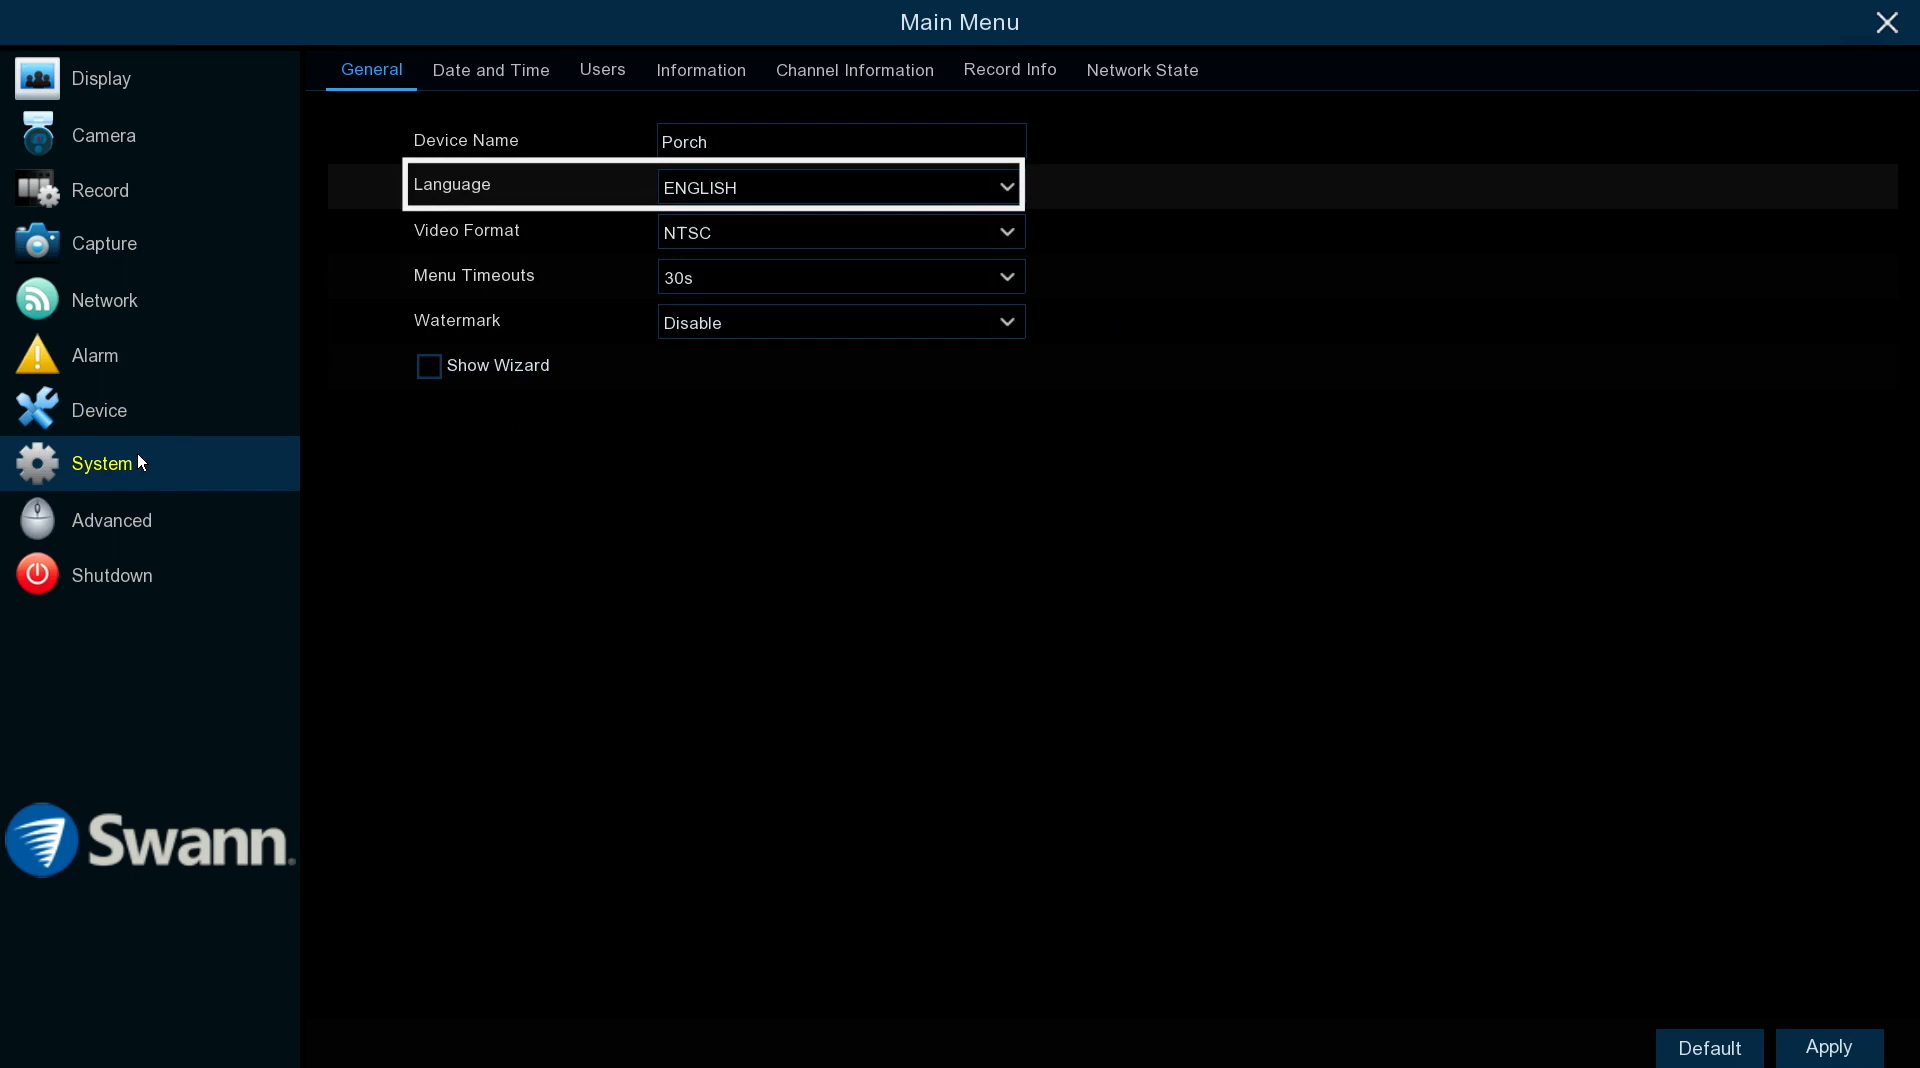 Main Menu
Display
Camera
Record
Capture
Network
Alarm
Device
System
Advanced
Shutdown
Swann
General Date and Time Users Information Channel Information Record Info Network State
Device Name Porch
Language ENGLISH
Video Format NTSC
Menu Timeouts 30s
Watermark Disable
Show Wizard
Default Apply